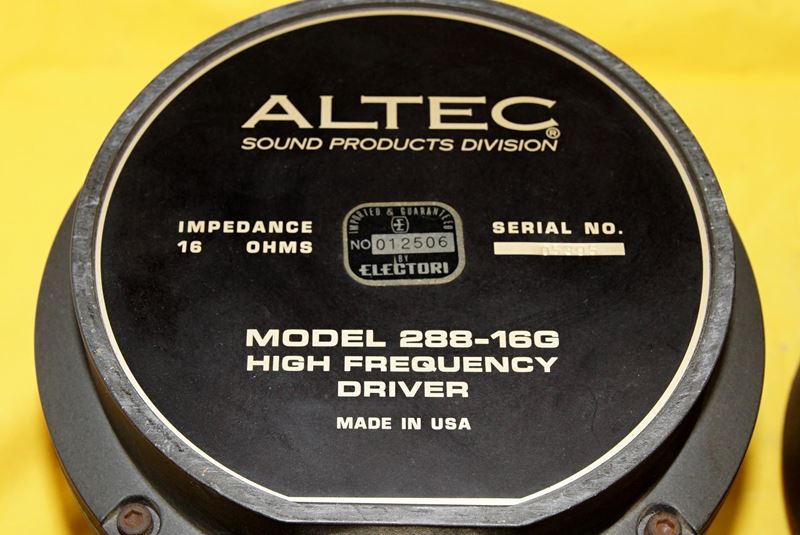 ALTEC®
SOUND PRODUCTS DIVISION
IMPEDANCE
16 OHMS
IMPORTED & GUARANTEED
E
NO 012506
BY
ELECTORI
SERIAL NO.
MODEL 288-16G
HIGH FREQUENCY
DRIVER
MADE IN USA